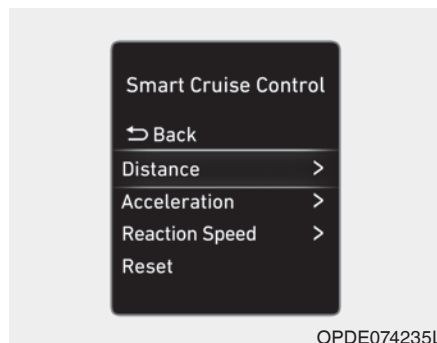 Smart Cruise Control
Back
Distance >
Acceleration >
Reaction Speed >
Reset
OPDE074235L